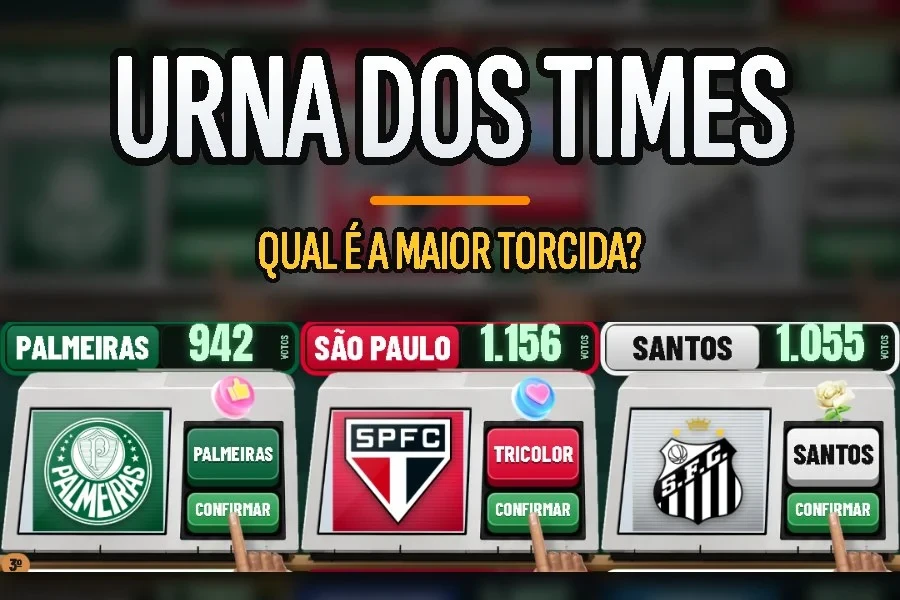 URNA DOS TIMES
QUAL É A MAIOR TORCIDA?
PALMEIRAS 942 VOTOS
SÃO PAULO 1.156 VOTOS
SANTOS 1.055 VOTOS
P
PALMEIRAS
PALMEIRAS
CONFIRMAR
SPFC
TRICOLOR
CONFIRMAR
S.F.C.
SANTOS
CONFIRMAR
3º